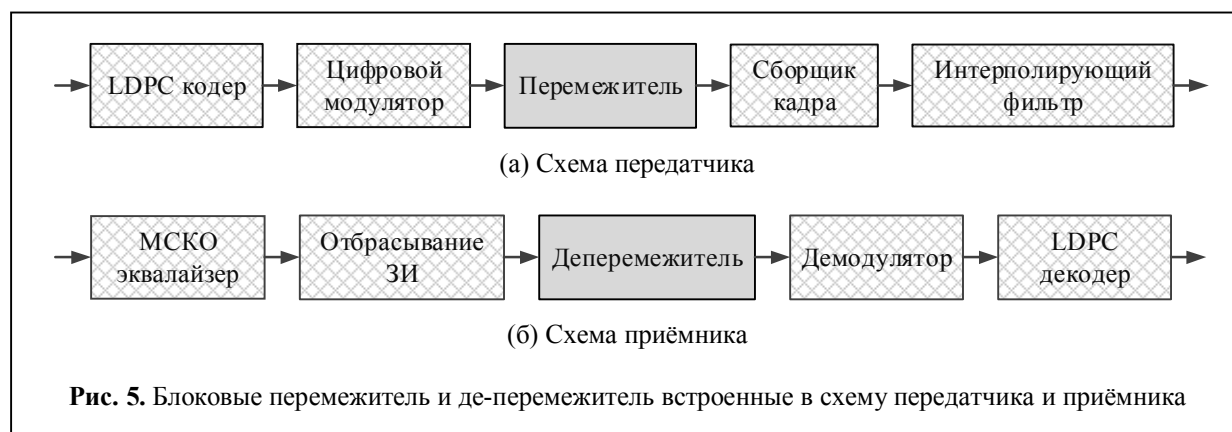 LDPC кодер
Цифровой
модулятор
Перемежитель
Сборщик
кадра
Интерполирующий
фильтр
(а) Схема передатчика
МСКО
эквалайзер
Отбрасывание
ЗИ
Деперемежитель
Демодулятор
LDPC
декодер
(б) Схема приёмника
Рис. 5. Блоковые перемежитель и де-перемежитель встроенные в схему передатчика и приёмника